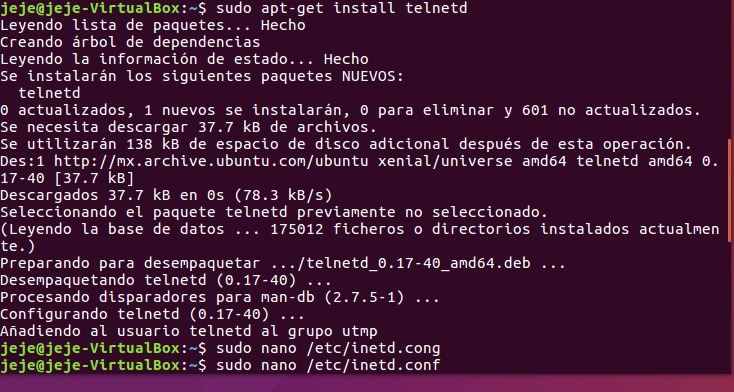 jeje@jeje-VirtualBox:~$ sudo apt-get install telnetd
Leyendo lista de paquetes... Hecho
Creando árbol de dependencias
Leyendo la información de estado... Hecho
Se instalarán los siguientes paquetes NUEVOS:
  telnetd
0 actualizados, 1 nuevos se instalarán, 0 para eliminar y 601 no actualizados.
Se necesita descargar 37.7 kB de archivos.
Se utilizarán 138 kB de espacio de disco adicional después de esta operación.
Des:1 http://mx.archive.ubuntu.com/ubuntu xenial/universe amd64 telnetd amd64 0.
17-40 [37.7 kB]
Descargados 37.7 kB en 0s (78.3 kB/s)
Seleccionando el paquete telnetd previamente no seleccionado.
(Leyendo la base de datos ... 175012 ficheros o directorios instalados actualmen
te.)
Preparando para desempaquetar .../telnetd_0.17-40_amd64.deb ...
Desempaquetando telnetd (0.17-40) ...
Procesando disparadores para man-db (2.7.5-1) ...
Configurando telnetd (0.17-40) ...
Añadiendo al usuario telnetd al grupo utmp
jeje@jeje-VirtualBox:~$ sudo nano /etc/inetd.cong
jeje@jeje-VirtualBox:~$ sudo nano /etc/inetd.conf